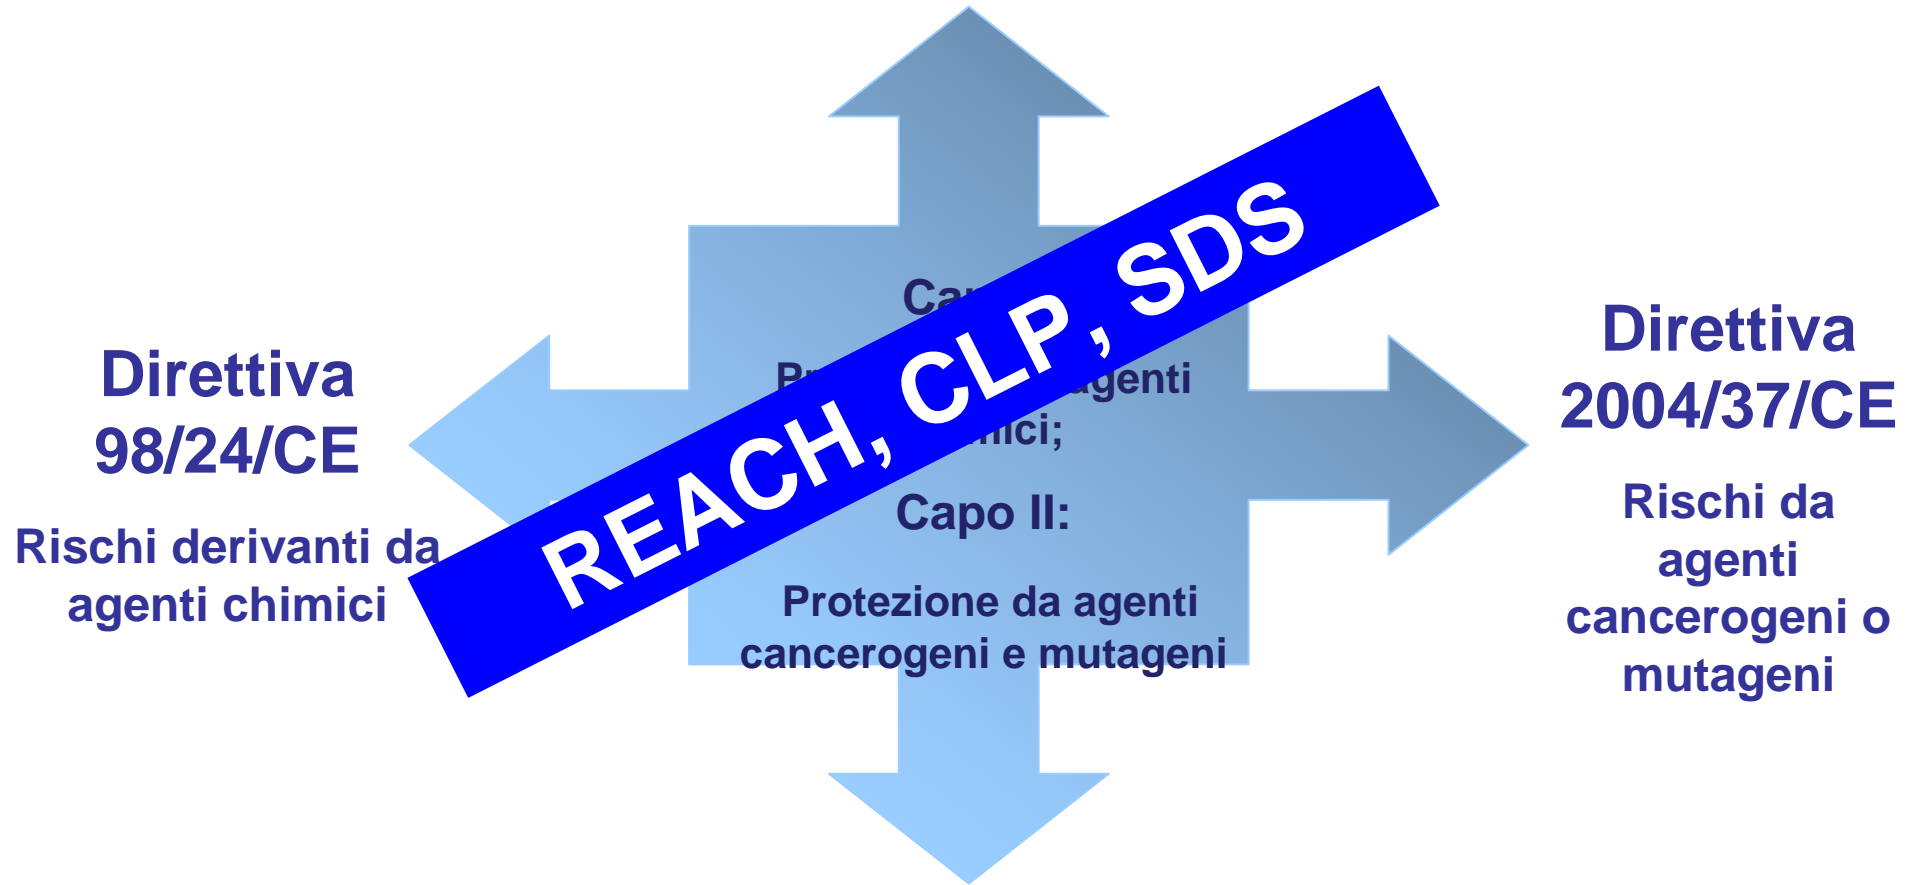 Direttiva
98/24/CE
Rischi derivanti da
agenti chimici
REACH, CLP, SDS
agenti
Capo II:
Protezione da agenti
cancerogeni e mutageni
Direttiva
2004/37/CE
Rischi da
agenti
cancerogeni o
mutageni